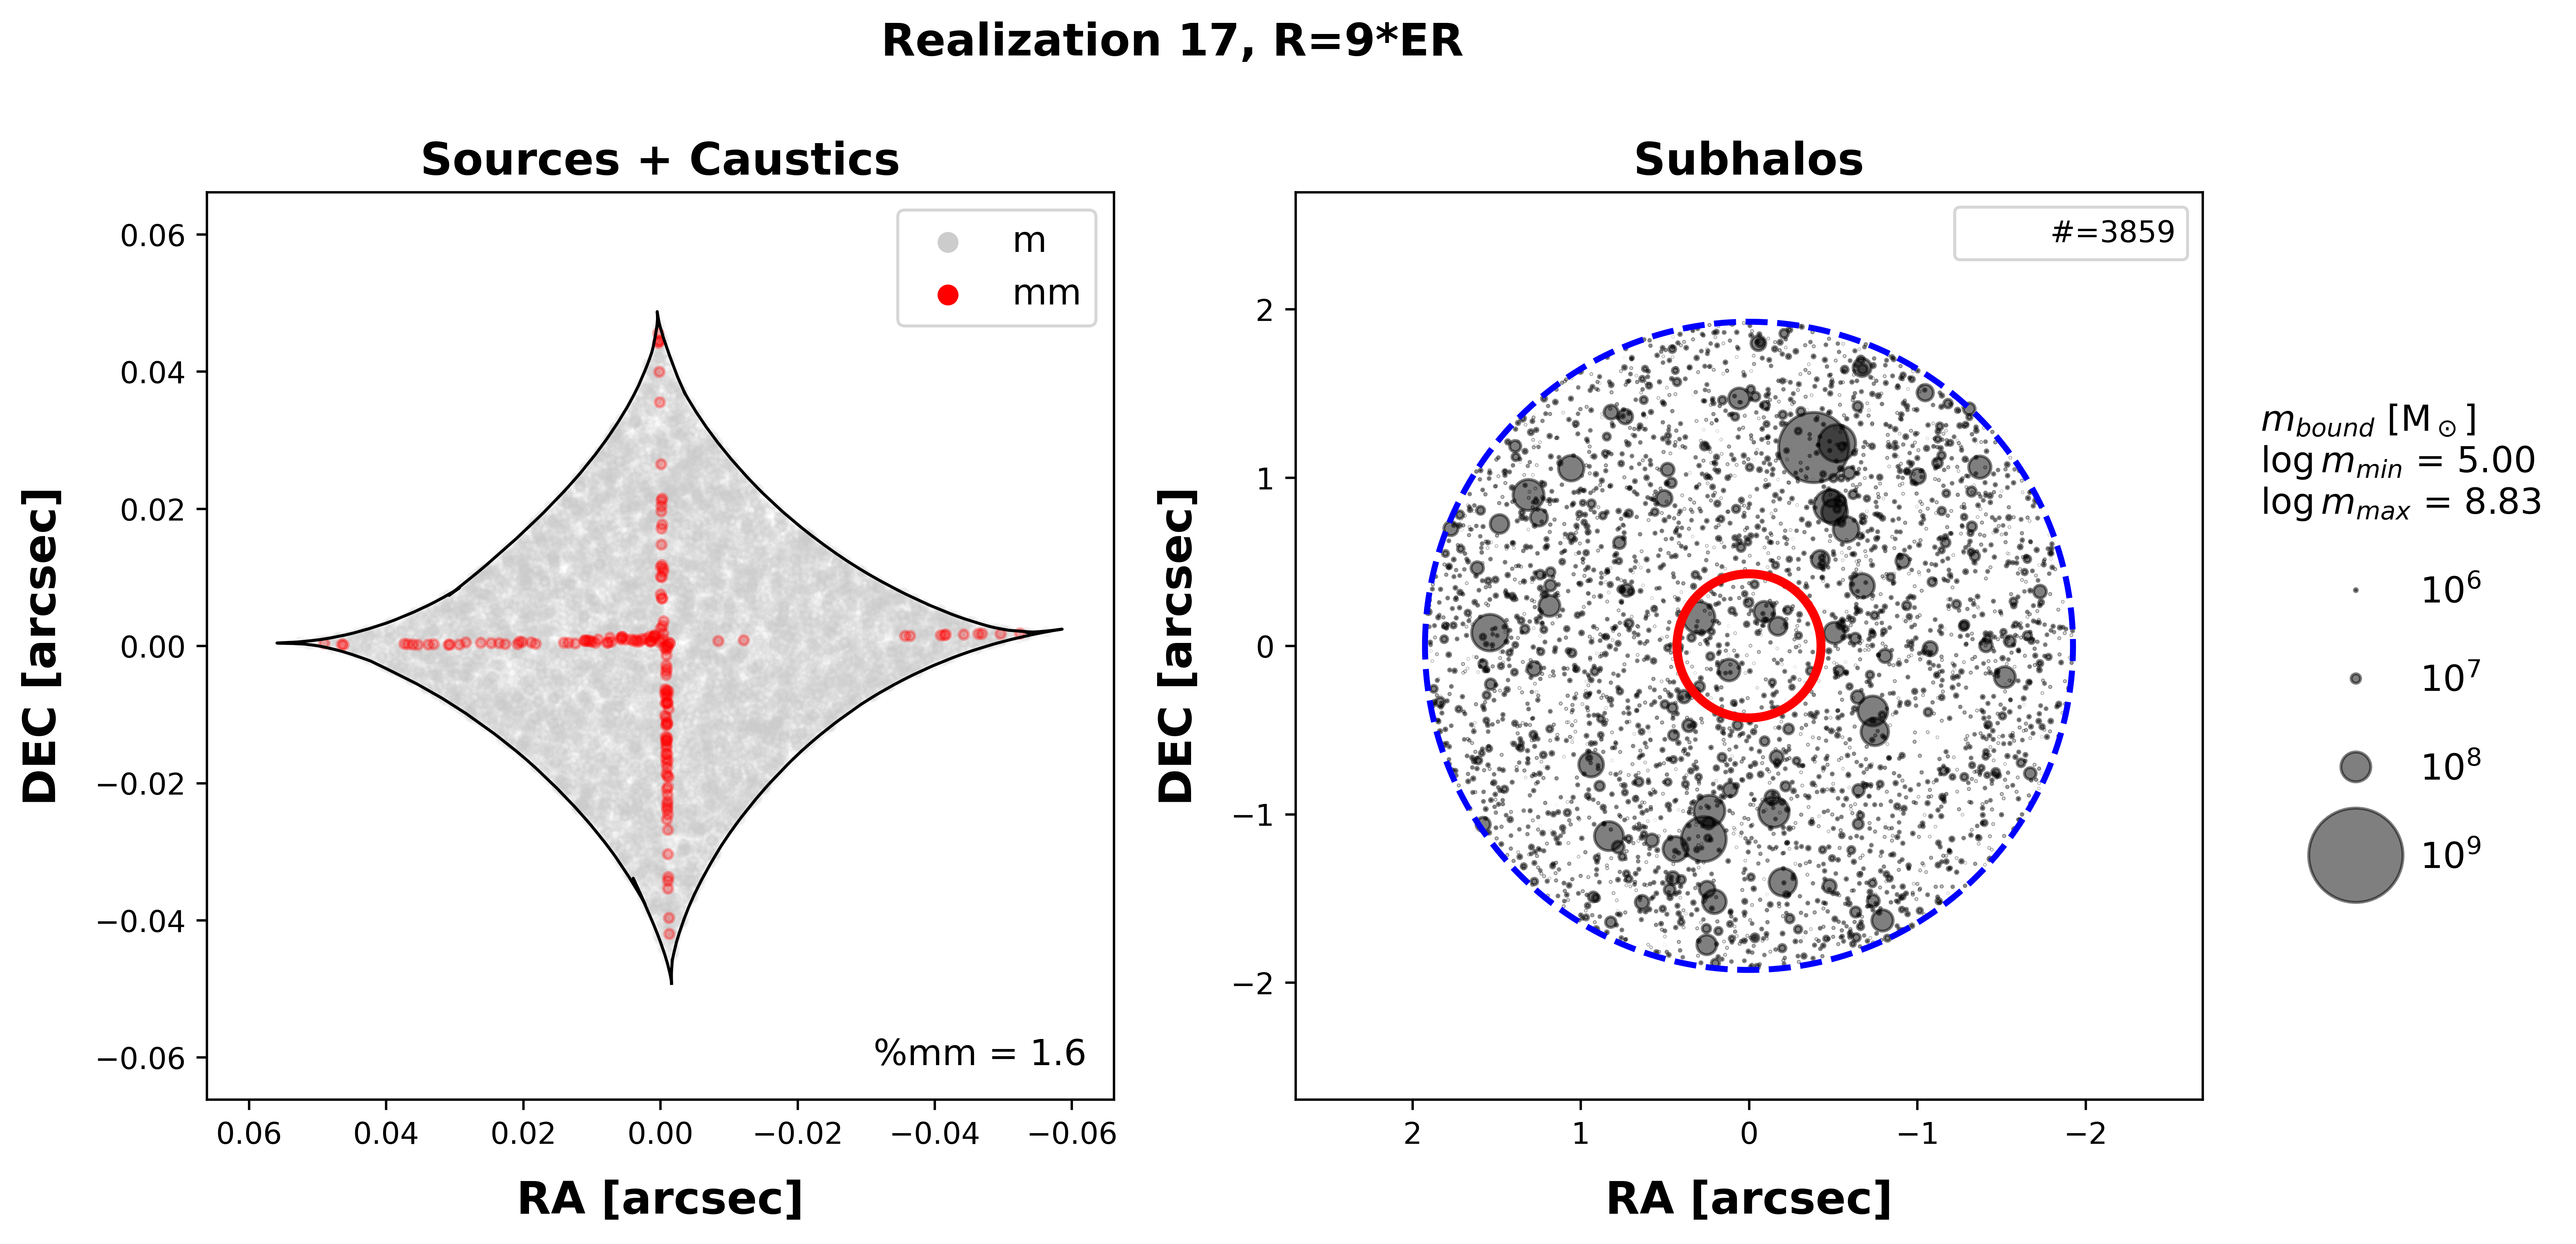 Realization 17, R=9*ER
Sources + Caustics
m
mm
0.06
0.04
0.02
0.00
−0.02
−0.04
−0.06
DEC [arcsec]
%mm = 1.6
0.06
0.04
0.02
0.00
−0.02
−0.04
−0.06
RA [arcsec]
Subhalos
#=3859
2
1
0
−1
−2
DEC [arcsec]
2
1
0
−1
−2
RA [arcsec]
m_bound [M_⊙]
log m_min = 5.00
log m_max = 8.83
10^6
10^7
10^8
10^9